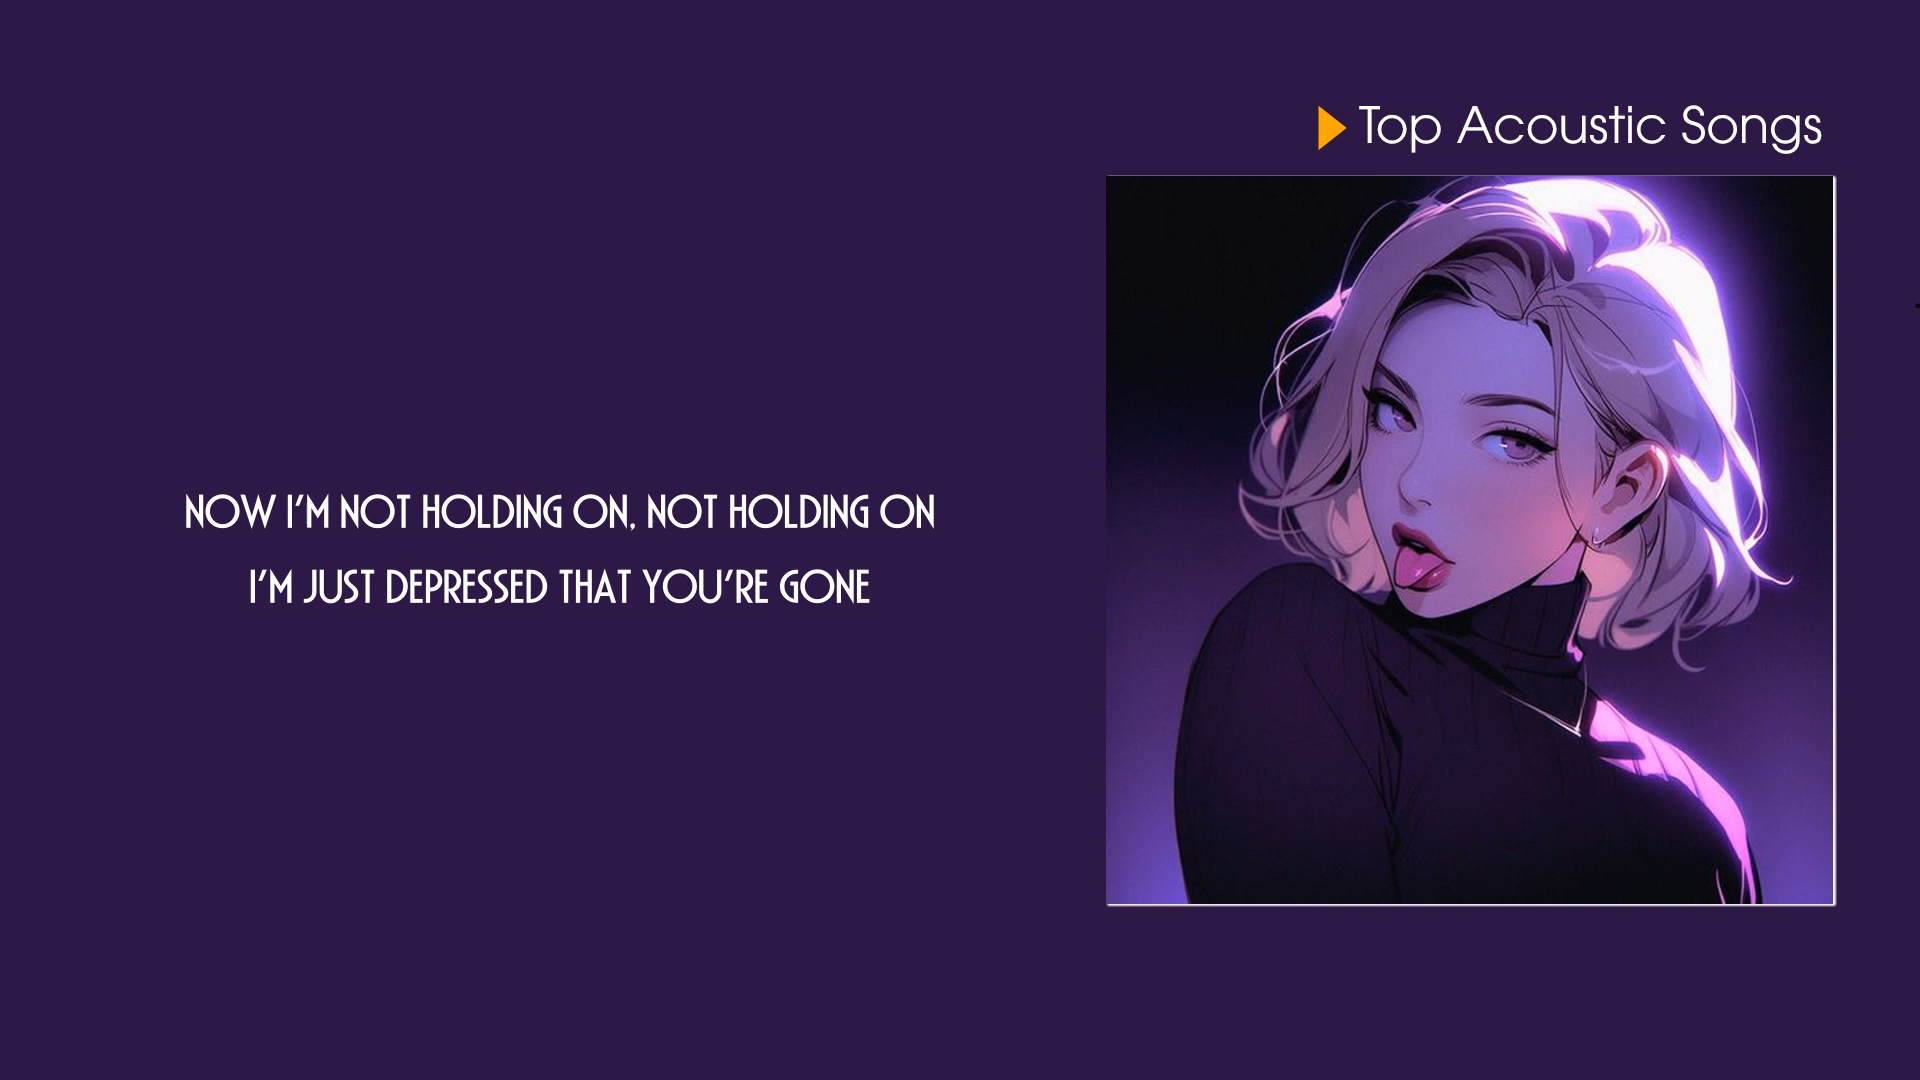 Top Acoustic Songs
NOW I'M NOT HOLDING ON, NOT HOLDING ON
I'M JUST DEPRESSED THAT YOU'RE GONE